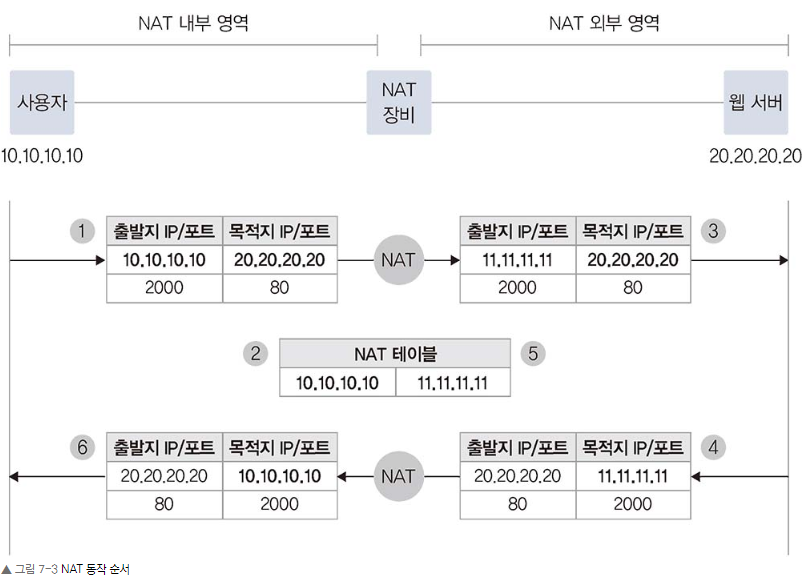 NAT 내부 영역
NAT 외부 영역
사용자
NAT
장비
웹 서버
10.10.10.10
20.20.20.20
1
출발지 IP/포트 목적지 IP/포트
10.10.10.10 20.20.20.20
2000 80
NAT
출발지 IP/포트 목적지 IP/포트
11.11.11.11 20.20.20.20
2000 80
3
2
NAT 테이블
10.10.10.10 11.11.11.11
5
6
출발지 IP/포트 목적지 IP/포트
20.20.20.20 10.10.10.10
80 2000
NAT
출발지 IP/포트 목적지 IP/포트
20.20.20.20 11.11.11.11
80 2000
4
▲ 그림 7-3 NAT 동작 순서